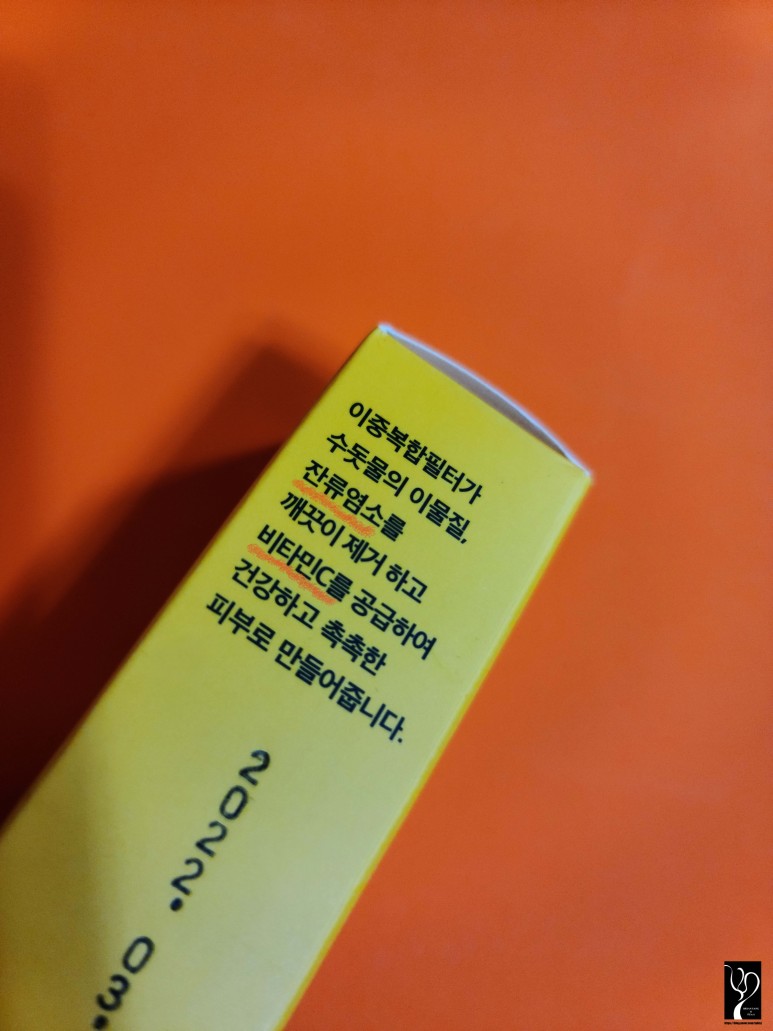 이중복합필터가
수돗물의 이물질,
잔류염소를
깨끗이 제거 하고
비타민C를 공급하여
건강하고 촉촉한
피부로 만들어줍니다.
2022. 03.